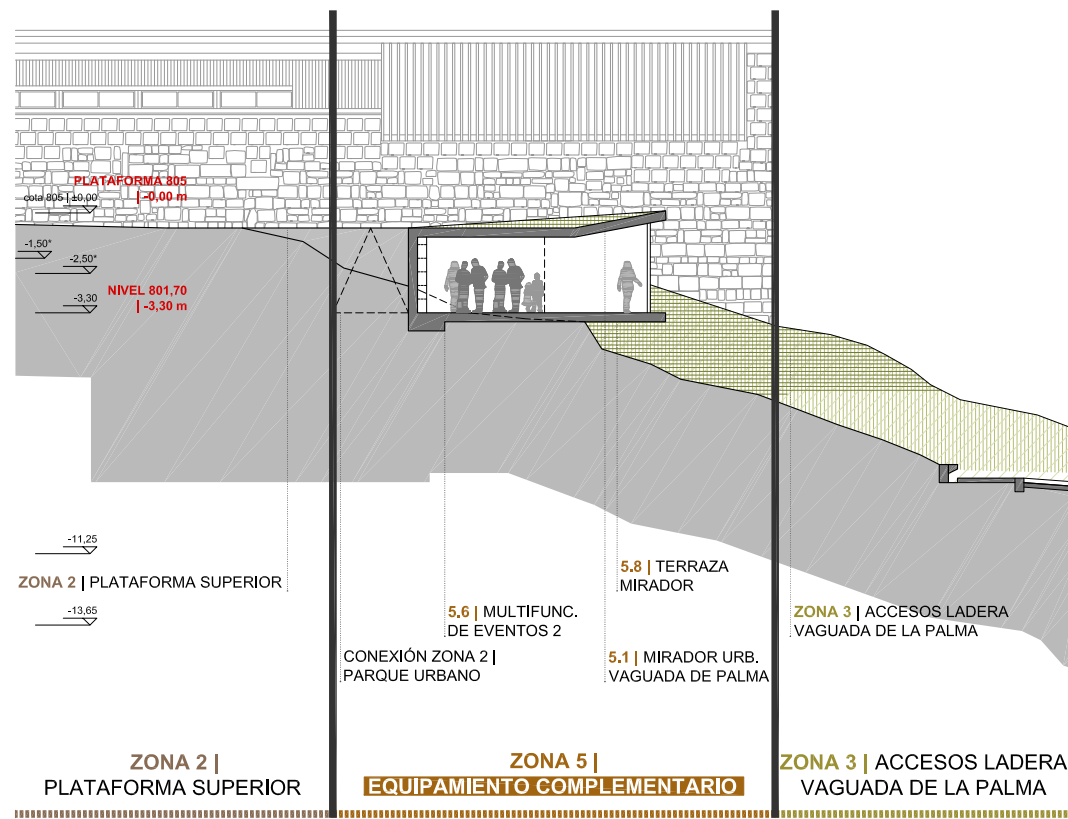 PLATAFORMA 805
| -0,00 m
cota 805 | ±0,00
-1,50*
-2,50*
NIVEL 801,70
| -3,30 m
-3,30
-11,25
ZONA 2 | PLATAFORMA SUPERIOR
-13,65
5.8 | TERRAZA
MIRADOR
5.6 | MULTIFUNC.
DE EVENTOS 2
ZONA 3 | ACCESOS LADERA
VAGUADA DE LA PALMA
CONEXIÓN ZONA 2 |
PARQUE URBANO
5.1 | MIRADOR URB.
VAGUADA DE PALMA
ZONA 2 |
PLATAFORMA SUPERIOR
ZONA 5 |
EQUIPAMIENTO COMPLEMENTARIO
ZONA 3 | ACCESOS LADERA
VAGUADA DE LA PALMA